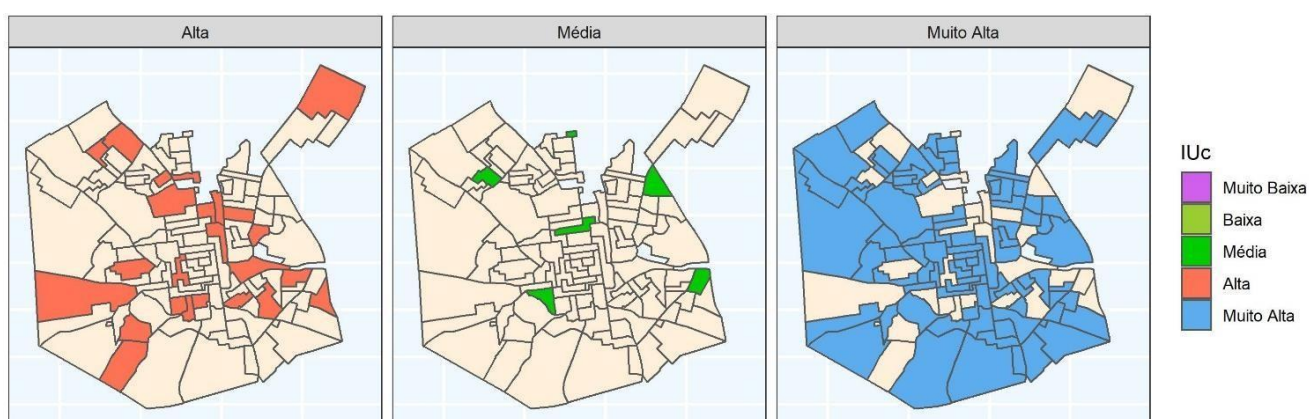 Alta
Média
Muito Alta
IUc
Muito Baixa
Baixa
Média
Alta
Muito Alta